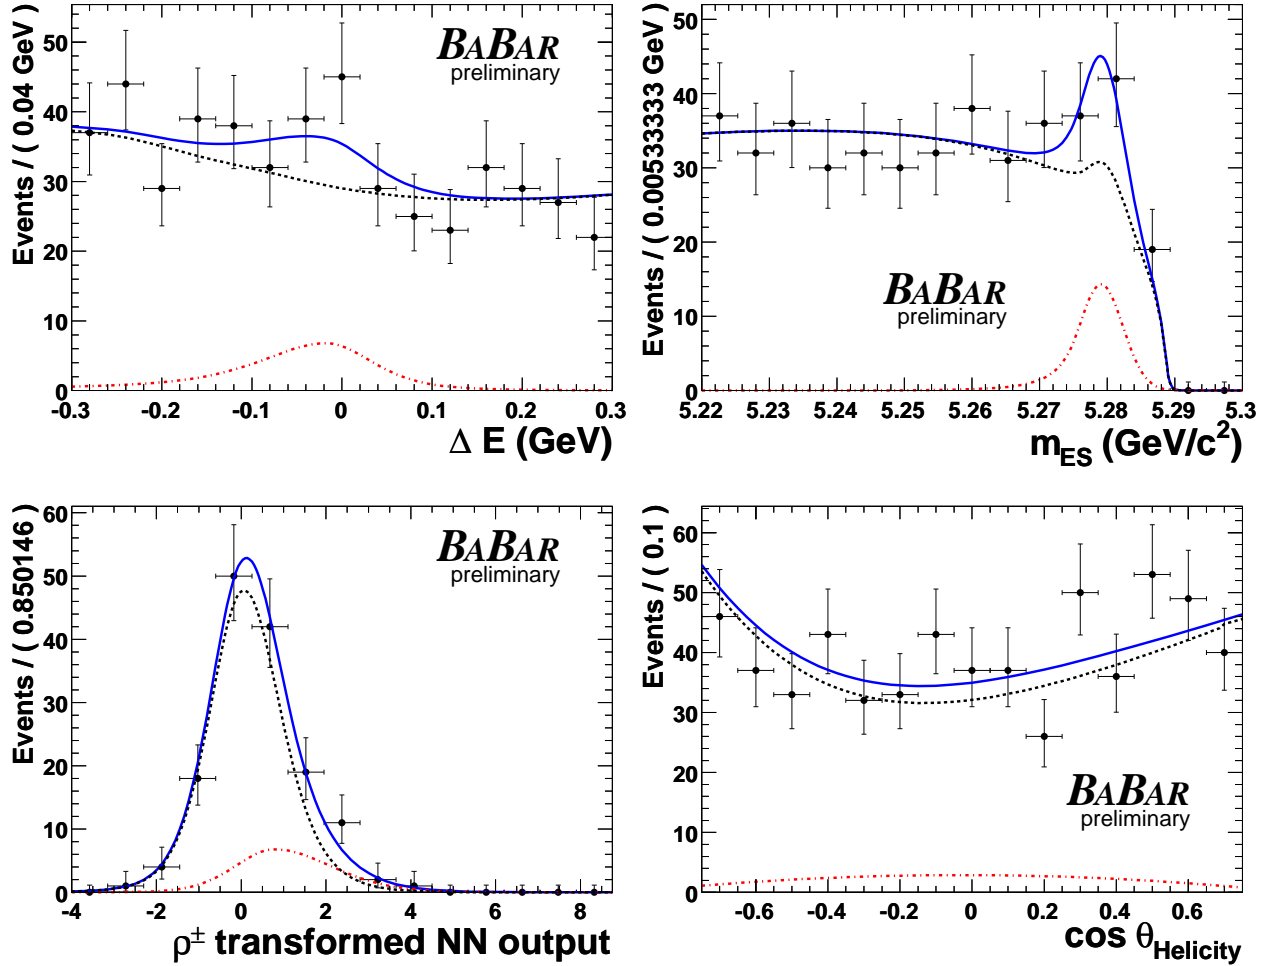 Events / ( 0.04 GeV )
50
40
30
20
10
0
BABAR
preliminary
-0.3 -0.2 -0.1 0 0.1 0.2 0.3
Δ E (GeV)
Events / ( 0.00533333 GeV )
50
40
30
20
10
0
BABAR
preliminary
5.22 5.23 5.24 5.25 5.26 5.27 5.28 5.29 5.3
m_ES (GeV/c²)
Events / ( 0.850146 )
60
50
40
30
20
10
0
BABAR
preliminary
-4 -2 0 2 4 6 8
ρ± transformed NN output
Events / ( 0.1 )
60
50
40
30
20
10
0
BABAR
preliminary
-0.6 -0.4 -0.2 0 0.2 0.4 0.6
cos θ_Helicity